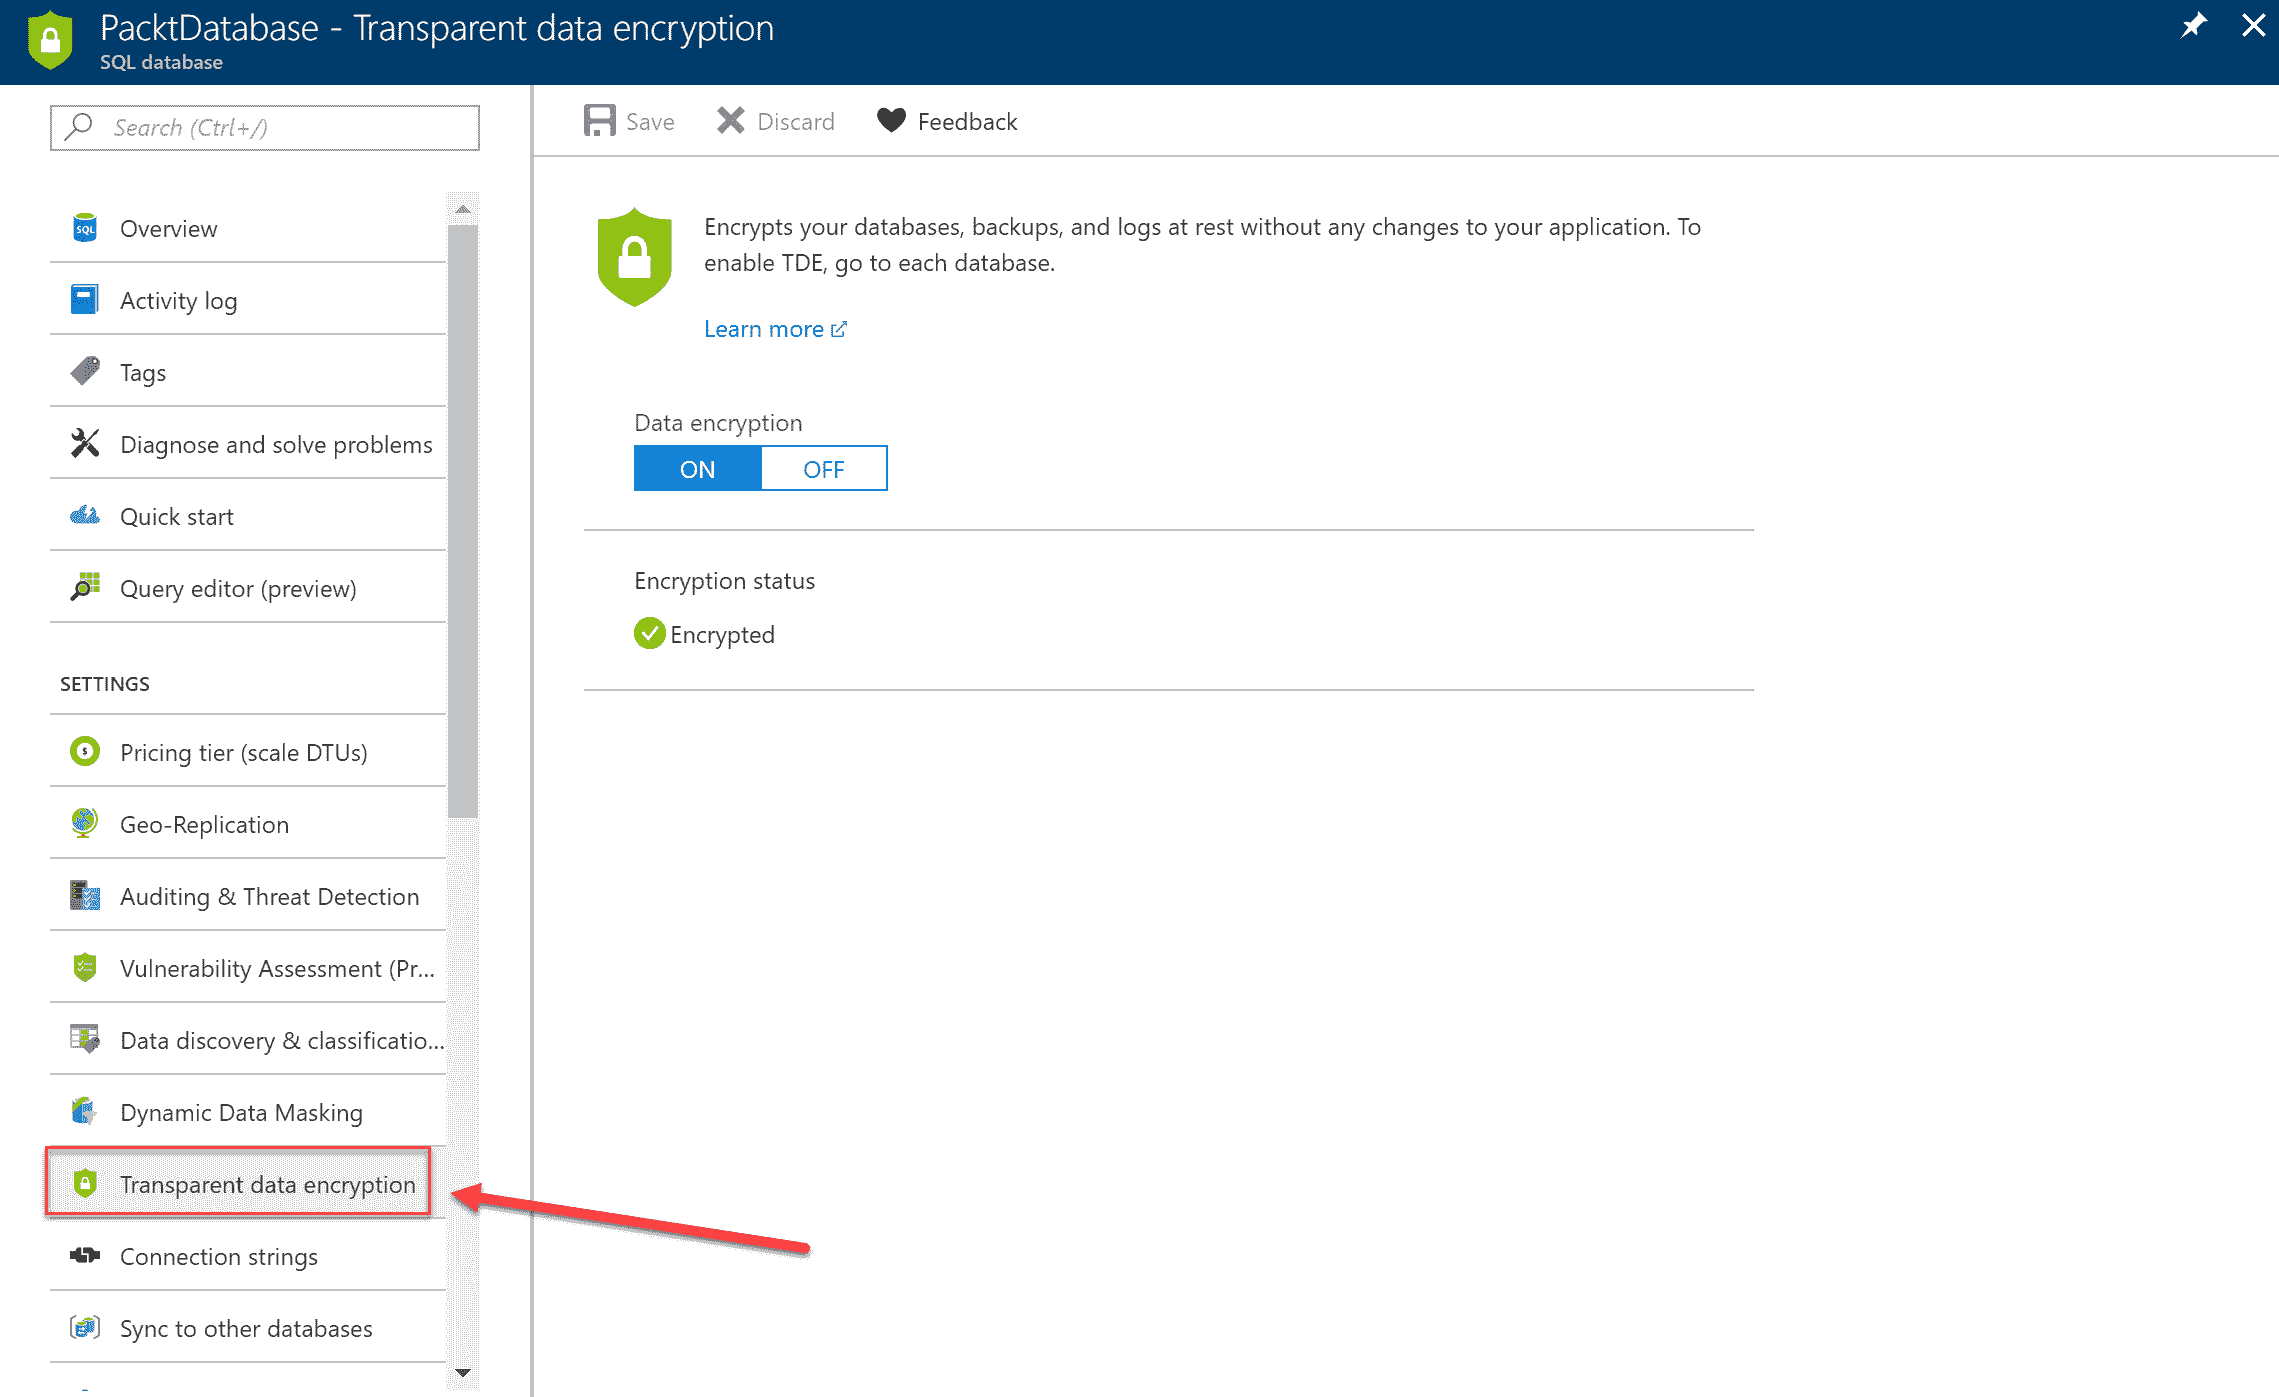 PacktDatabase - Transparent data encryption
SQL database
Search (Ctrl+/)
Overview
Activity log
Tags
Diagnose and solve problems
Quick start
Query editor (preview)
SETTINGS
Pricing tier (scale DTUs)
Geo-Replication
Auditing & Threat Detection
Vulnerability Assessment (Pr...
Data discovery & classificatio...
Dynamic Data Masking
Transparent data encryption
Connection strings
Sync to other databases
Save
Discard
Feedback
Encrypts your databases, backups, and logs at rest without any changes to your application. To
enable TDE, go to each database.
Learn more
Data encryption
ON
OFF
Encryption status
Encrypted